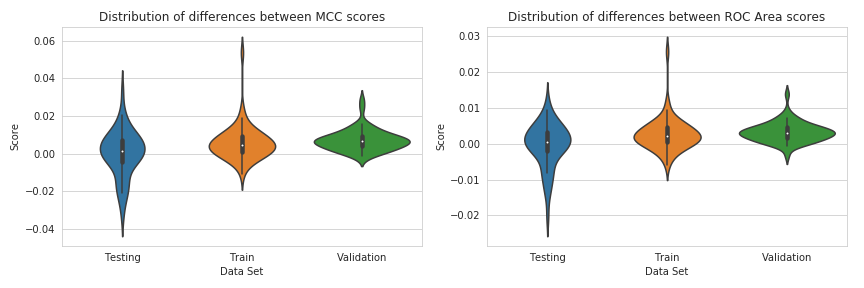 Distribution of differences between MCC scores
0.06
0.04
0.02
0.00
−0.02
−0.04
Score
Testing
Train
Validation
Data Set
Distribution of differences between ROC Area scores
0.03
0.02
0.01
0.00
−0.01
−0.02
Score
Testing
Train
Validation
Data Set